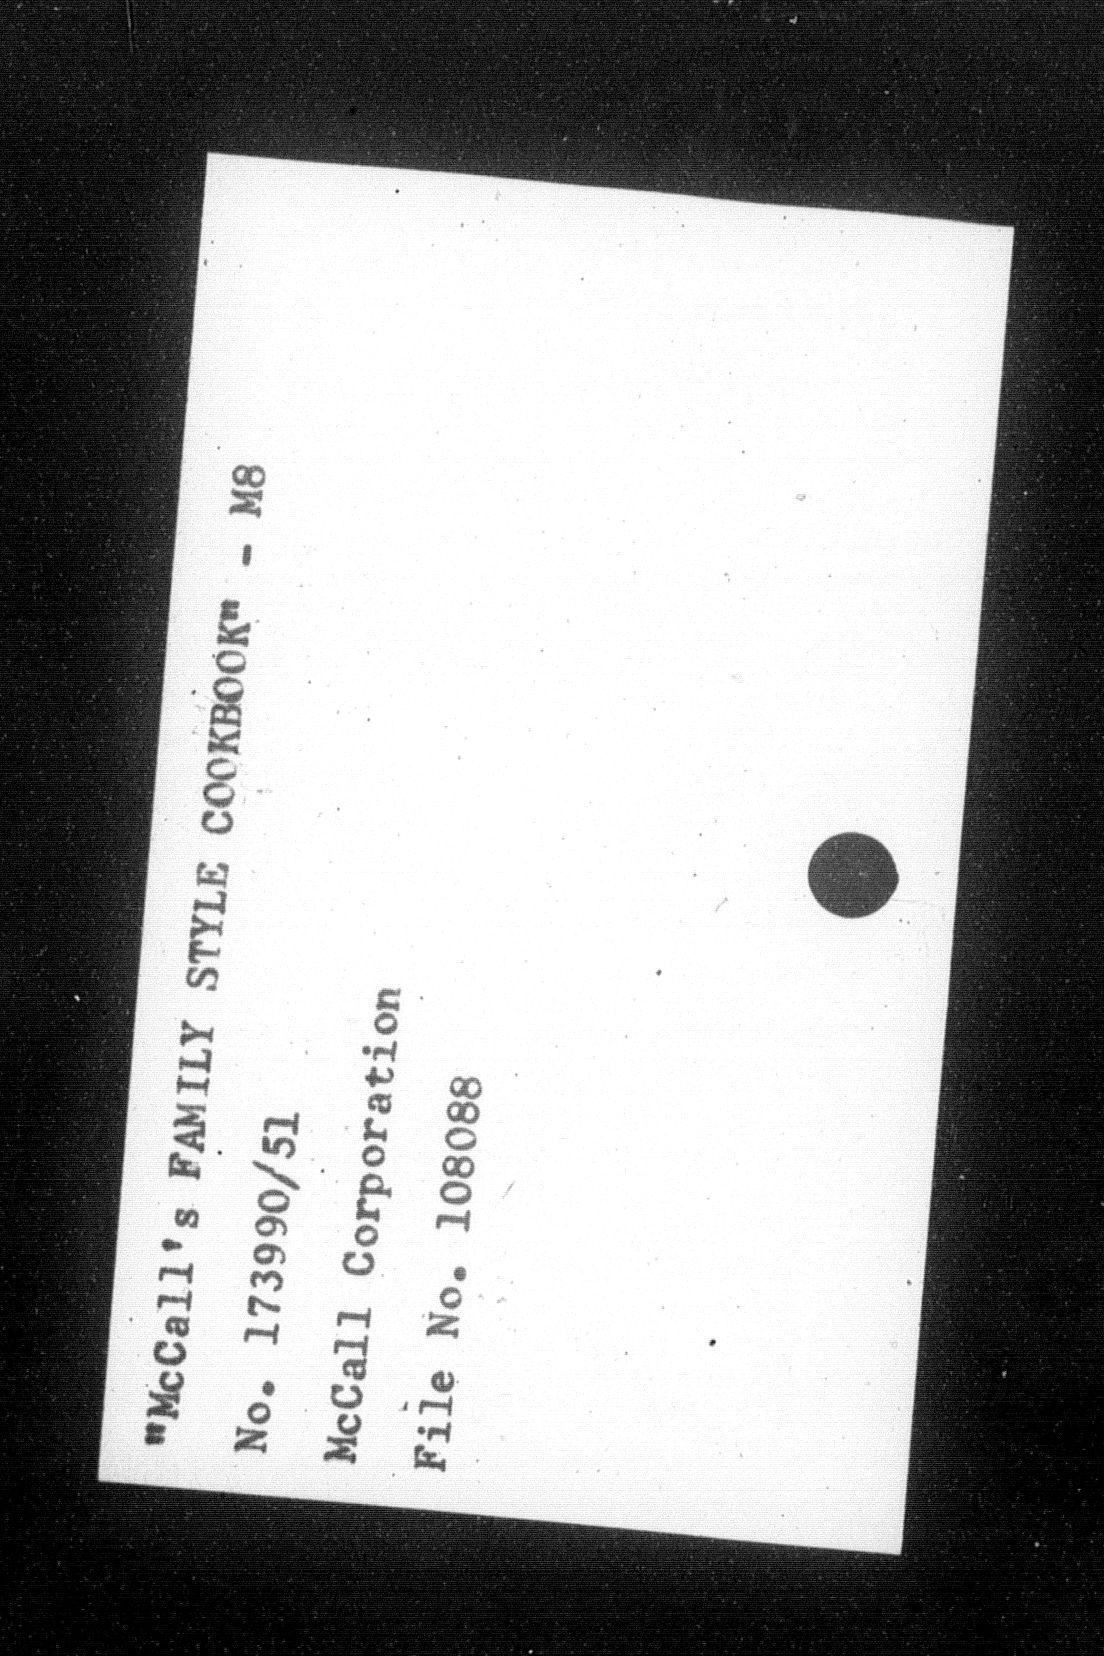 "McCall's FAMILY STYLE COOKBOOK" - M8
No. 173990/51
McCall Corporation
File No. 108088